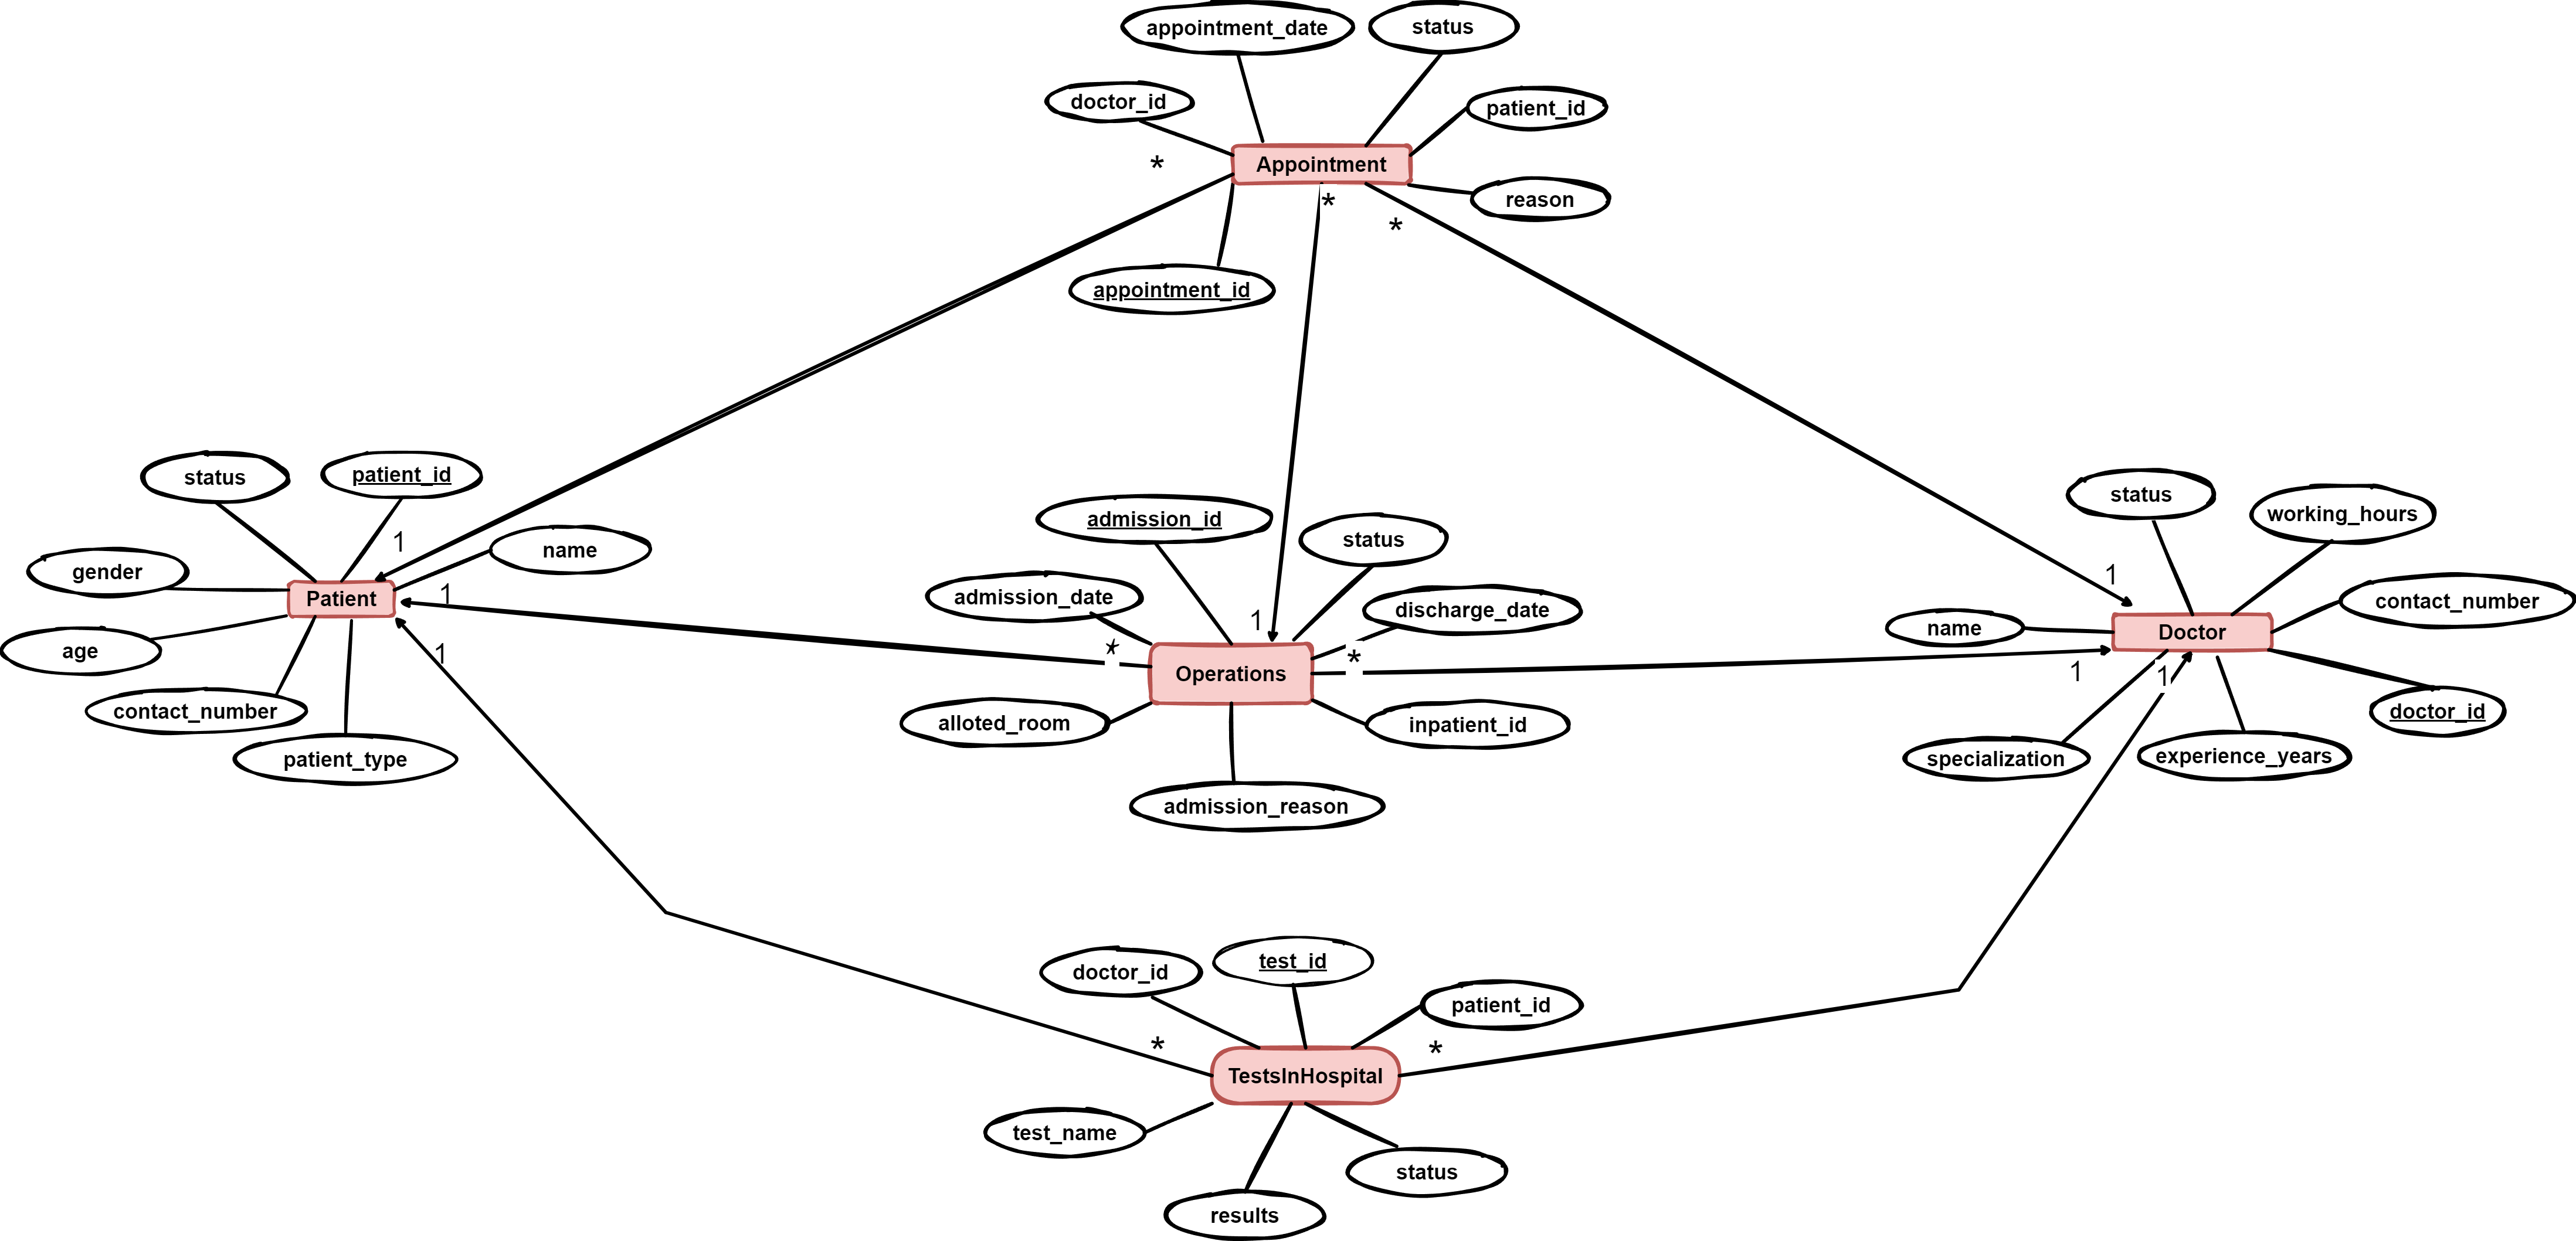 appointment_date
status
doctor_id
patient_id
*
Appointment
reason
*
*
appointment_id
status
patient_id
1
name
gender
1
Patient
age
1
contact_number
patient_type
admission_id
status
admission_date
discharge_date
1
*
*
Operations
alloted_room
inpatient_id
admission_reason
status
working_hours
1
contact_number
name
Doctor
1
1
doctor_id
specialization
experience_years
doctor_id
test_id
patient_id
*
*
TestsInHospital
test_name
status
results